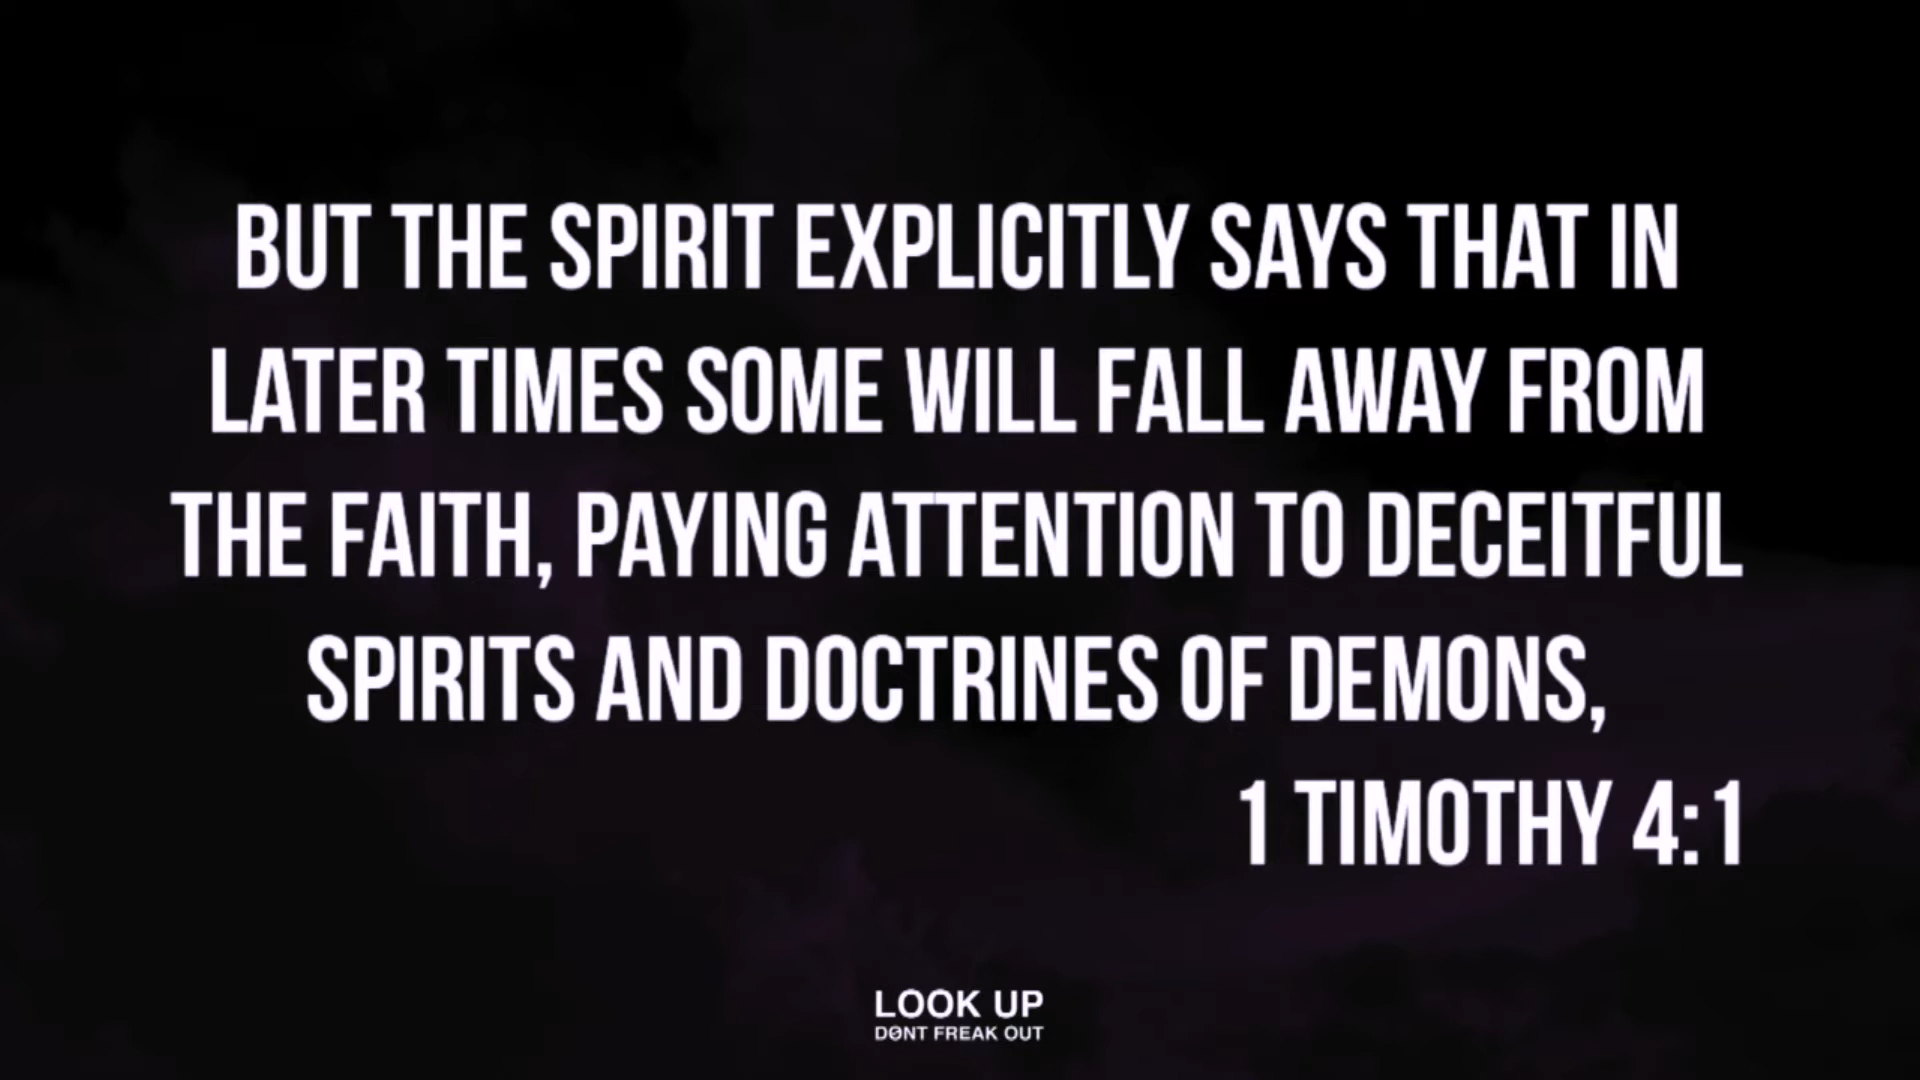 BUT THE SPIRIT EXPLICITLY SAYS THAT IN
LATER TIMES SOME WILL FALL AWAY FROM
THE FAITH, PAYING ATTENTION TO DECEITFUL
SPIRITS AND DOCTRINES OF DEMONS,
1 TIMOTHY 4:1
LOOK UP
DØNT FREAK OUT